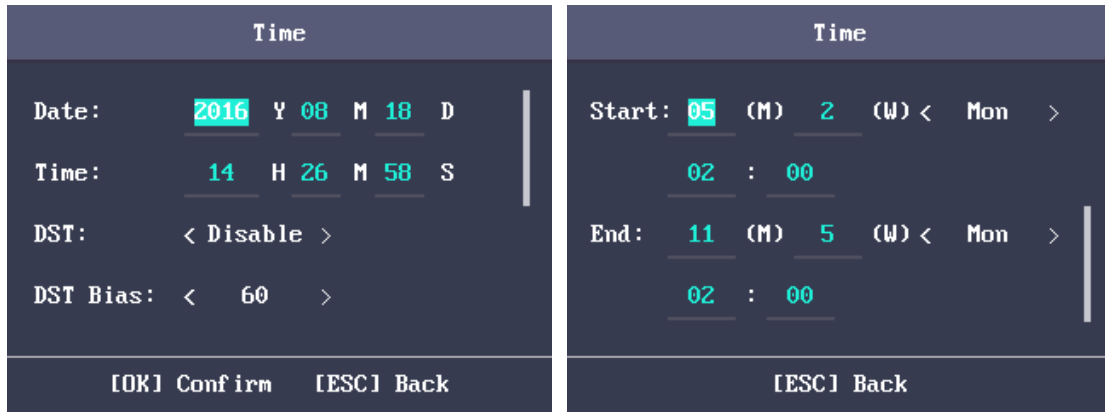 Time
Date: 2016 Y 08 M 18 D
Time: 14 H 26 M 58 S
DST: < Disable >
DST Bias: < 60 >
[OK] Confirm [ESC] Back
Time
Start: 05 (M) 2 (W) < Mon >
02 : 00
End: 11 (M) 5 (W) < Mon >
02 : 00
[ESC] Back